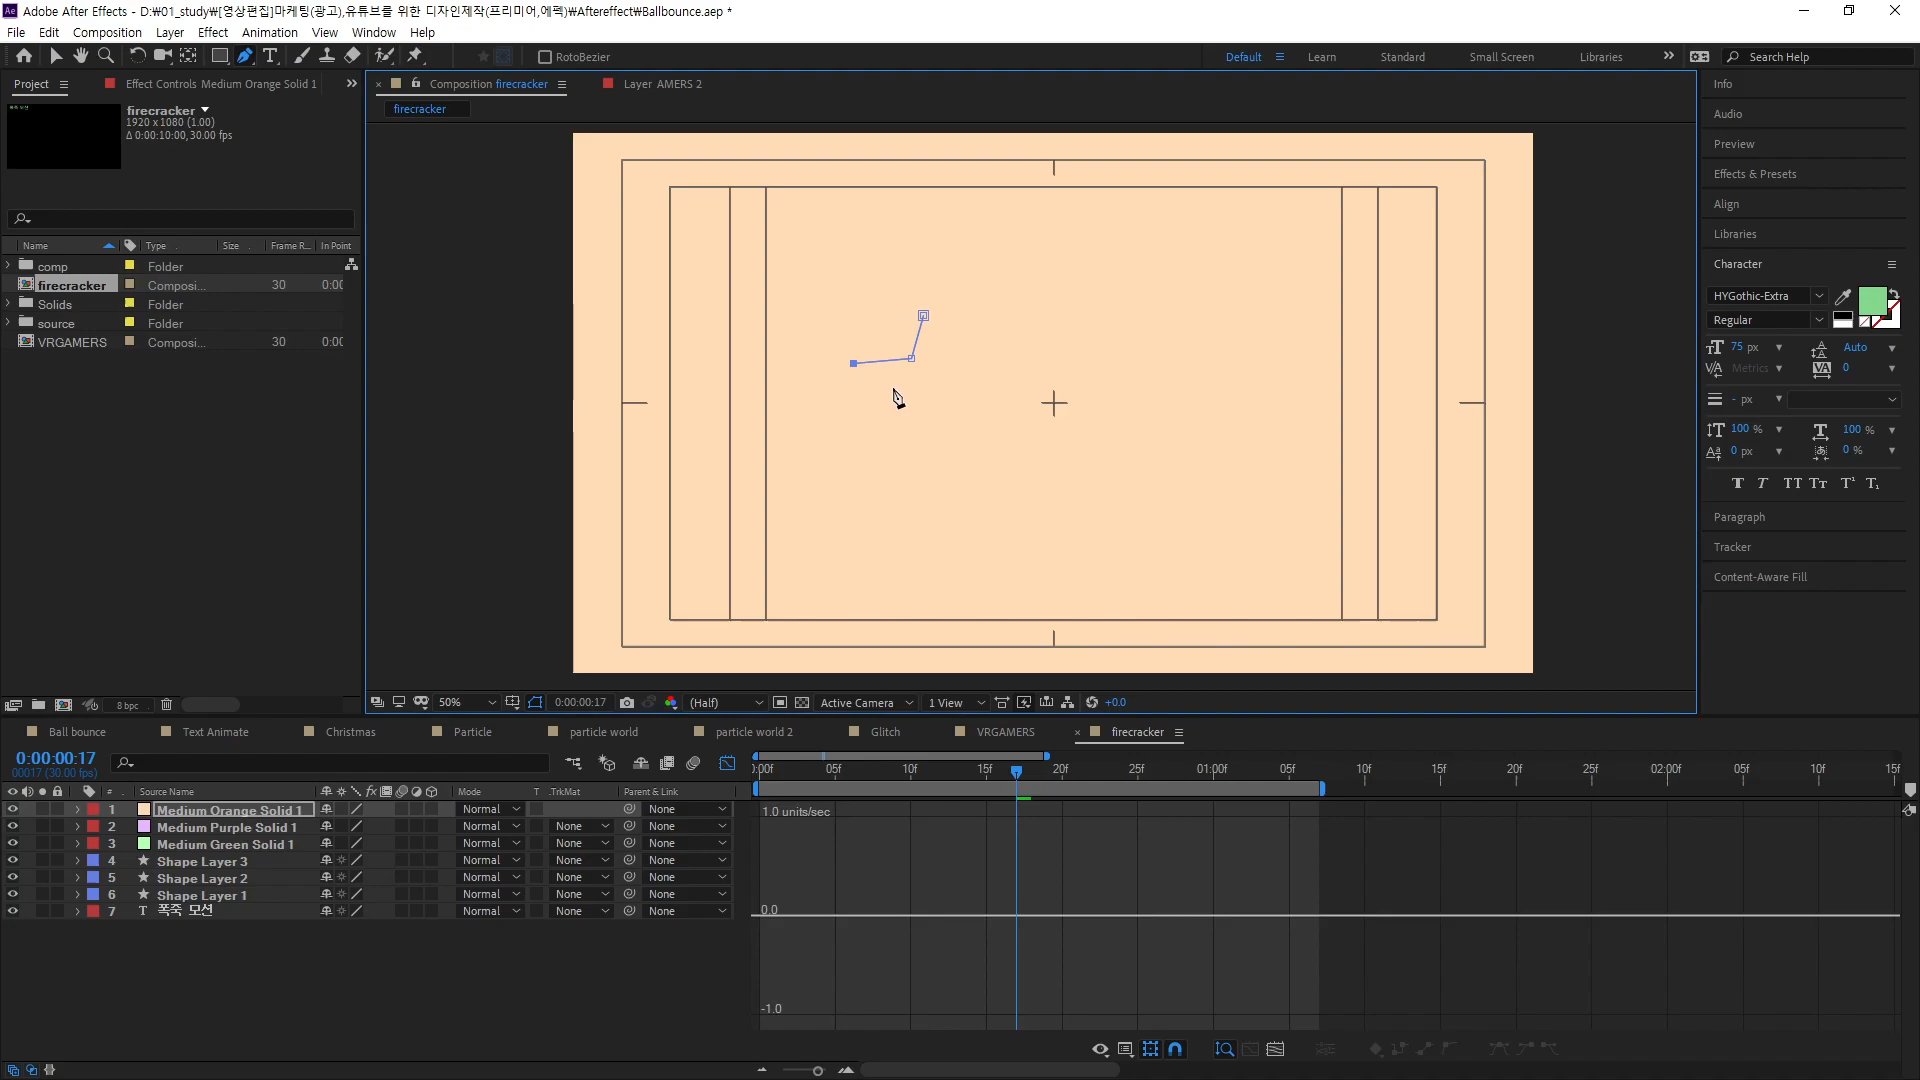 Adobe After Effects - D:\01_study\[영상편집]마케팅(광고),유튜브를 위한 디자인제작(프리미어,에펙)\Aftereffect\Ballbounce.aep *
File Edit Composition Layer Effect Animation View Window Help
RotoBezier
Default Learn Standard Small Screen Libraries Search Help
Project Effect Controls Medium Orange Solid 1
Composition firecracker Layer AMERS 2
firecracker
firecracker
1920 x 1080 (1.00)
Δ 0:00:10:00, 30.00 fps
Name Type Size Frame R... In Point
comp Folder
firecracker Composi... 30 0:00
Solids Folder
source Folder
VRGAMERS Composi... 30 0:00
8 bpc
50% 0:00:00:17 (Half) Active Camera 1 View +0.0
Info
Audio
Preview
Effects & Presets
Align
Libraries
Character
HYGothic-Extra
Regular
75 px Auto
Metrics 0
- px
100 % 100 %
0 px 0 %
Paragraph
Tracker
Content-Aware Fill
Ball bounce Text Animate Christmas Particle particle world particle world 2 Glitch VRGAMERS firecracker
0:00:00:17
00017 (30.00 fps)
# Source Name Mode T .TrkMat Parent & Link
1 Medium Orange Solid 1 Normal None
2 Medium Purple Solid 1 Normal None None
3 Medium Green Solid 1 Normal None None
4 Shape Layer 3 Normal None None
5 Shape Layer 2 Normal None None
6 Shape Layer 1 Normal None None
7 T 폭죽 모션 Normal None None
):00f 05f 10f 15f 20f 25f 01:00f 05f 10f 15f 20f 25f 02:00f 05f 10f 15f
1.0 units/sec
0.0
-1.0